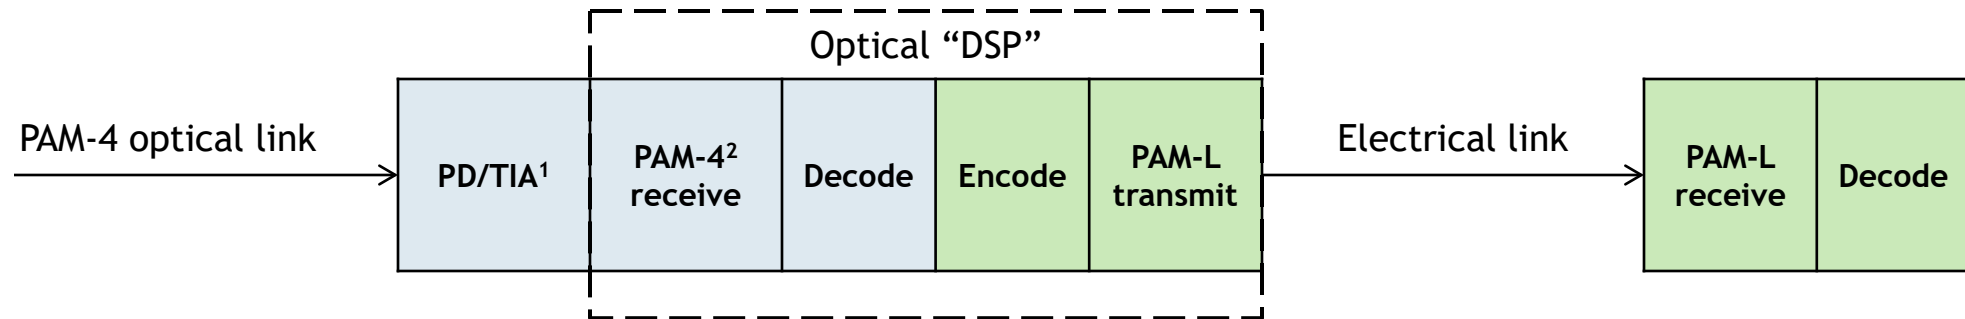 Optical “DSP”
PAM-4 optical link
PD/TIA¹
PAM-4²
receive
Decode
Encode
PAM-L
transmit
Electrical link
PAM-L
receive
Decode